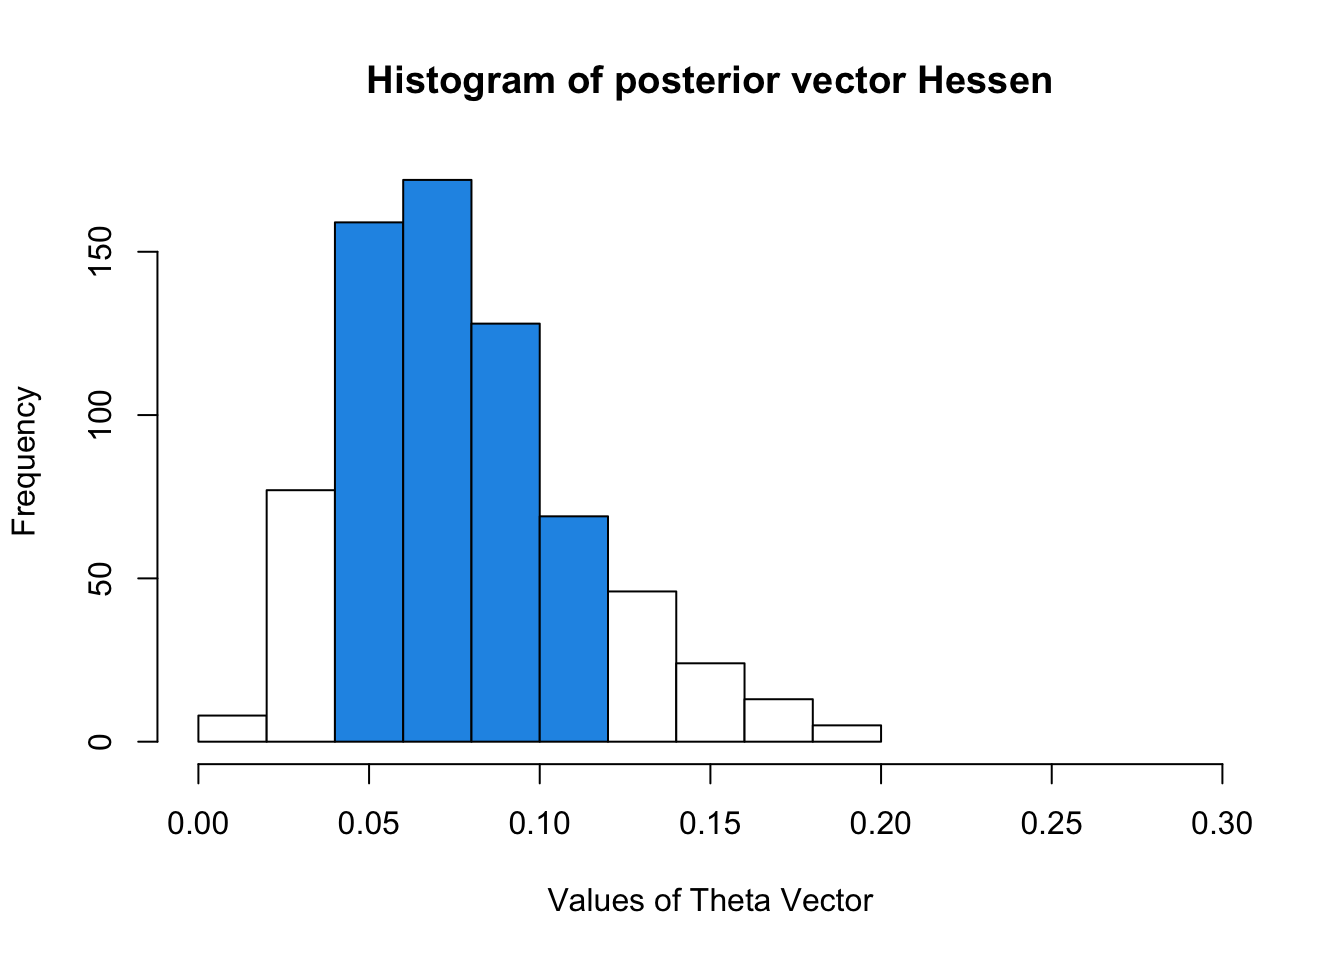 Histogram of posterior vector Hessen
150
100
50
0
Frequency
0.00 0.05 0.10 0.15 0.20 0.25 0.30
Values of Theta Vector